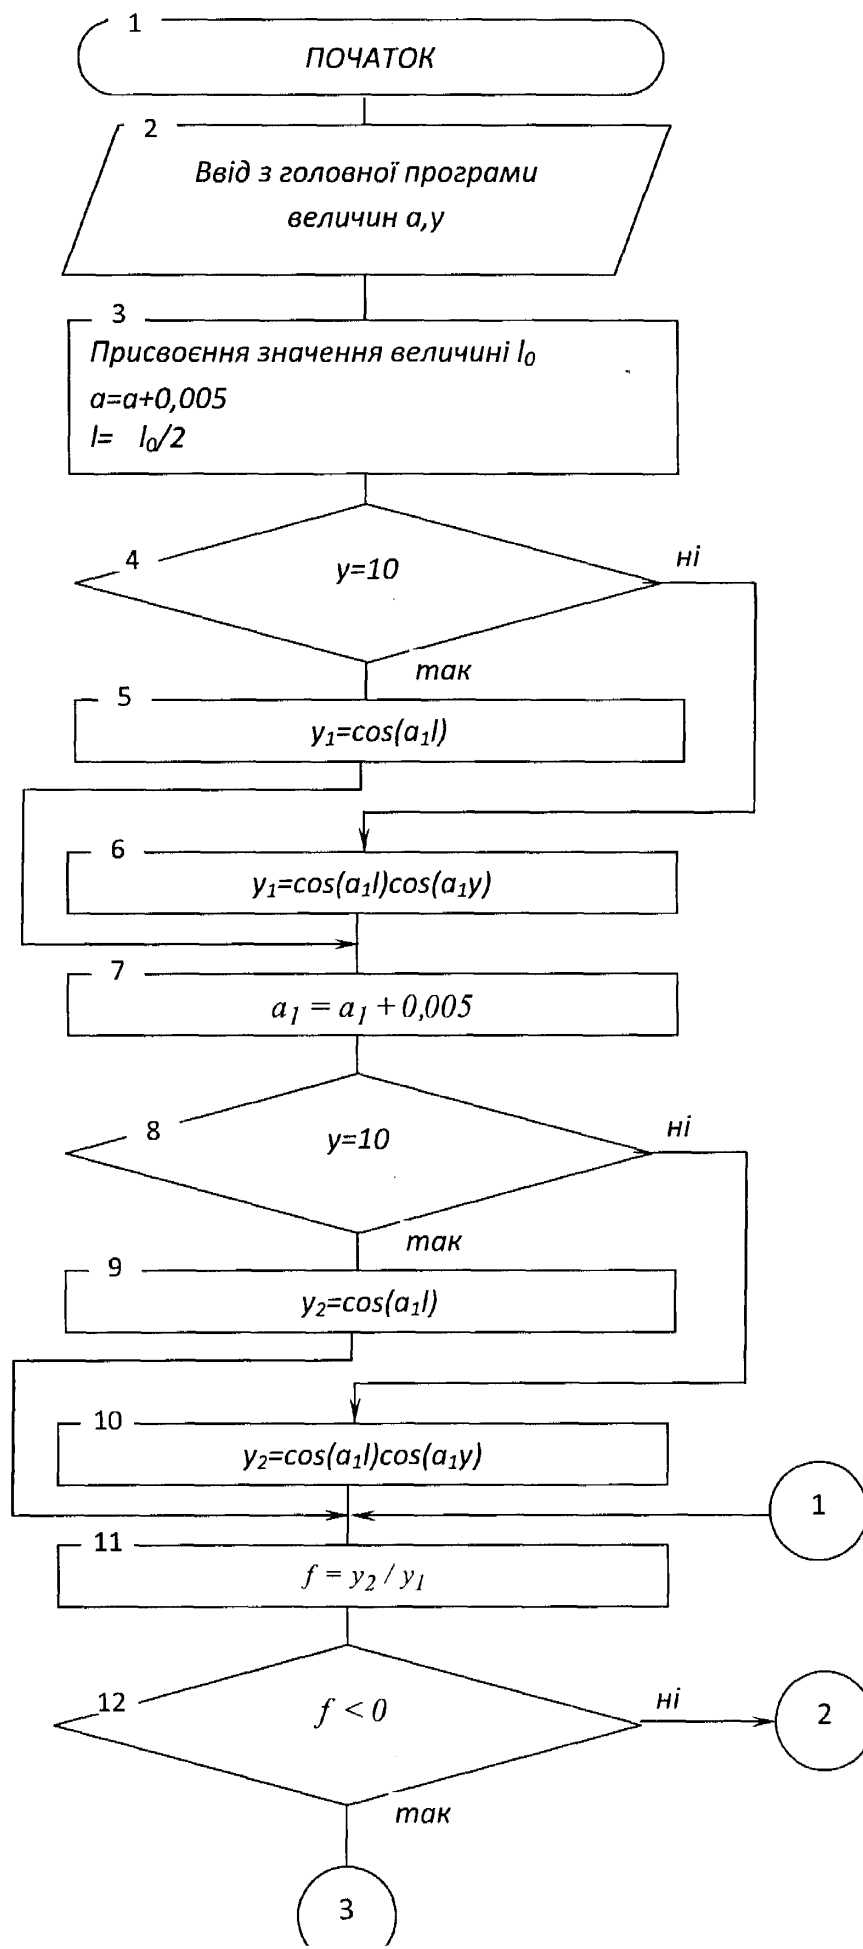 1
ПОЧАТОК
2
Ввід з головної програми
величин a,y
3
Присвоєння значення величині l₀
a=a+0,005
l= l₀/2
4
y=10
ні
так
5
y₁=cos(a₁l)
6
y₁=cos(a₁l)cos(a₁y)
7
a₁ = a₁ + 0,005
8
y=10
ні
так
9
y₂=cos(a₁l)
10
y₂=cos(a₁l)cos(a₁y)
1
11
f = y₂ / y₁
12
f < 0
ні
2
так
3